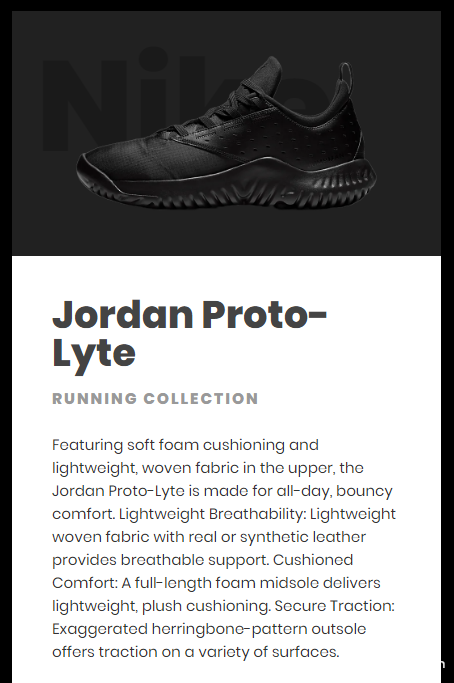 Nike
Jordan Proto-
Lyte
RUNNING COLLECTION
Featuring soft foam cushioning and
lightweight, woven fabric in the upper, the
Jordan Proto-Lyte is made for all-day, bouncy
comfort. Lightweight Breathability: Lightweight
woven fabric with real or synthetic leather
provides breathable support. Cushioned
Comfort: A full-length foam midsole delivers
lightweight, plush cushioning. Secure Traction:
Exaggerated herringbone-pattern outsole
offers traction on a variety of surfaces.